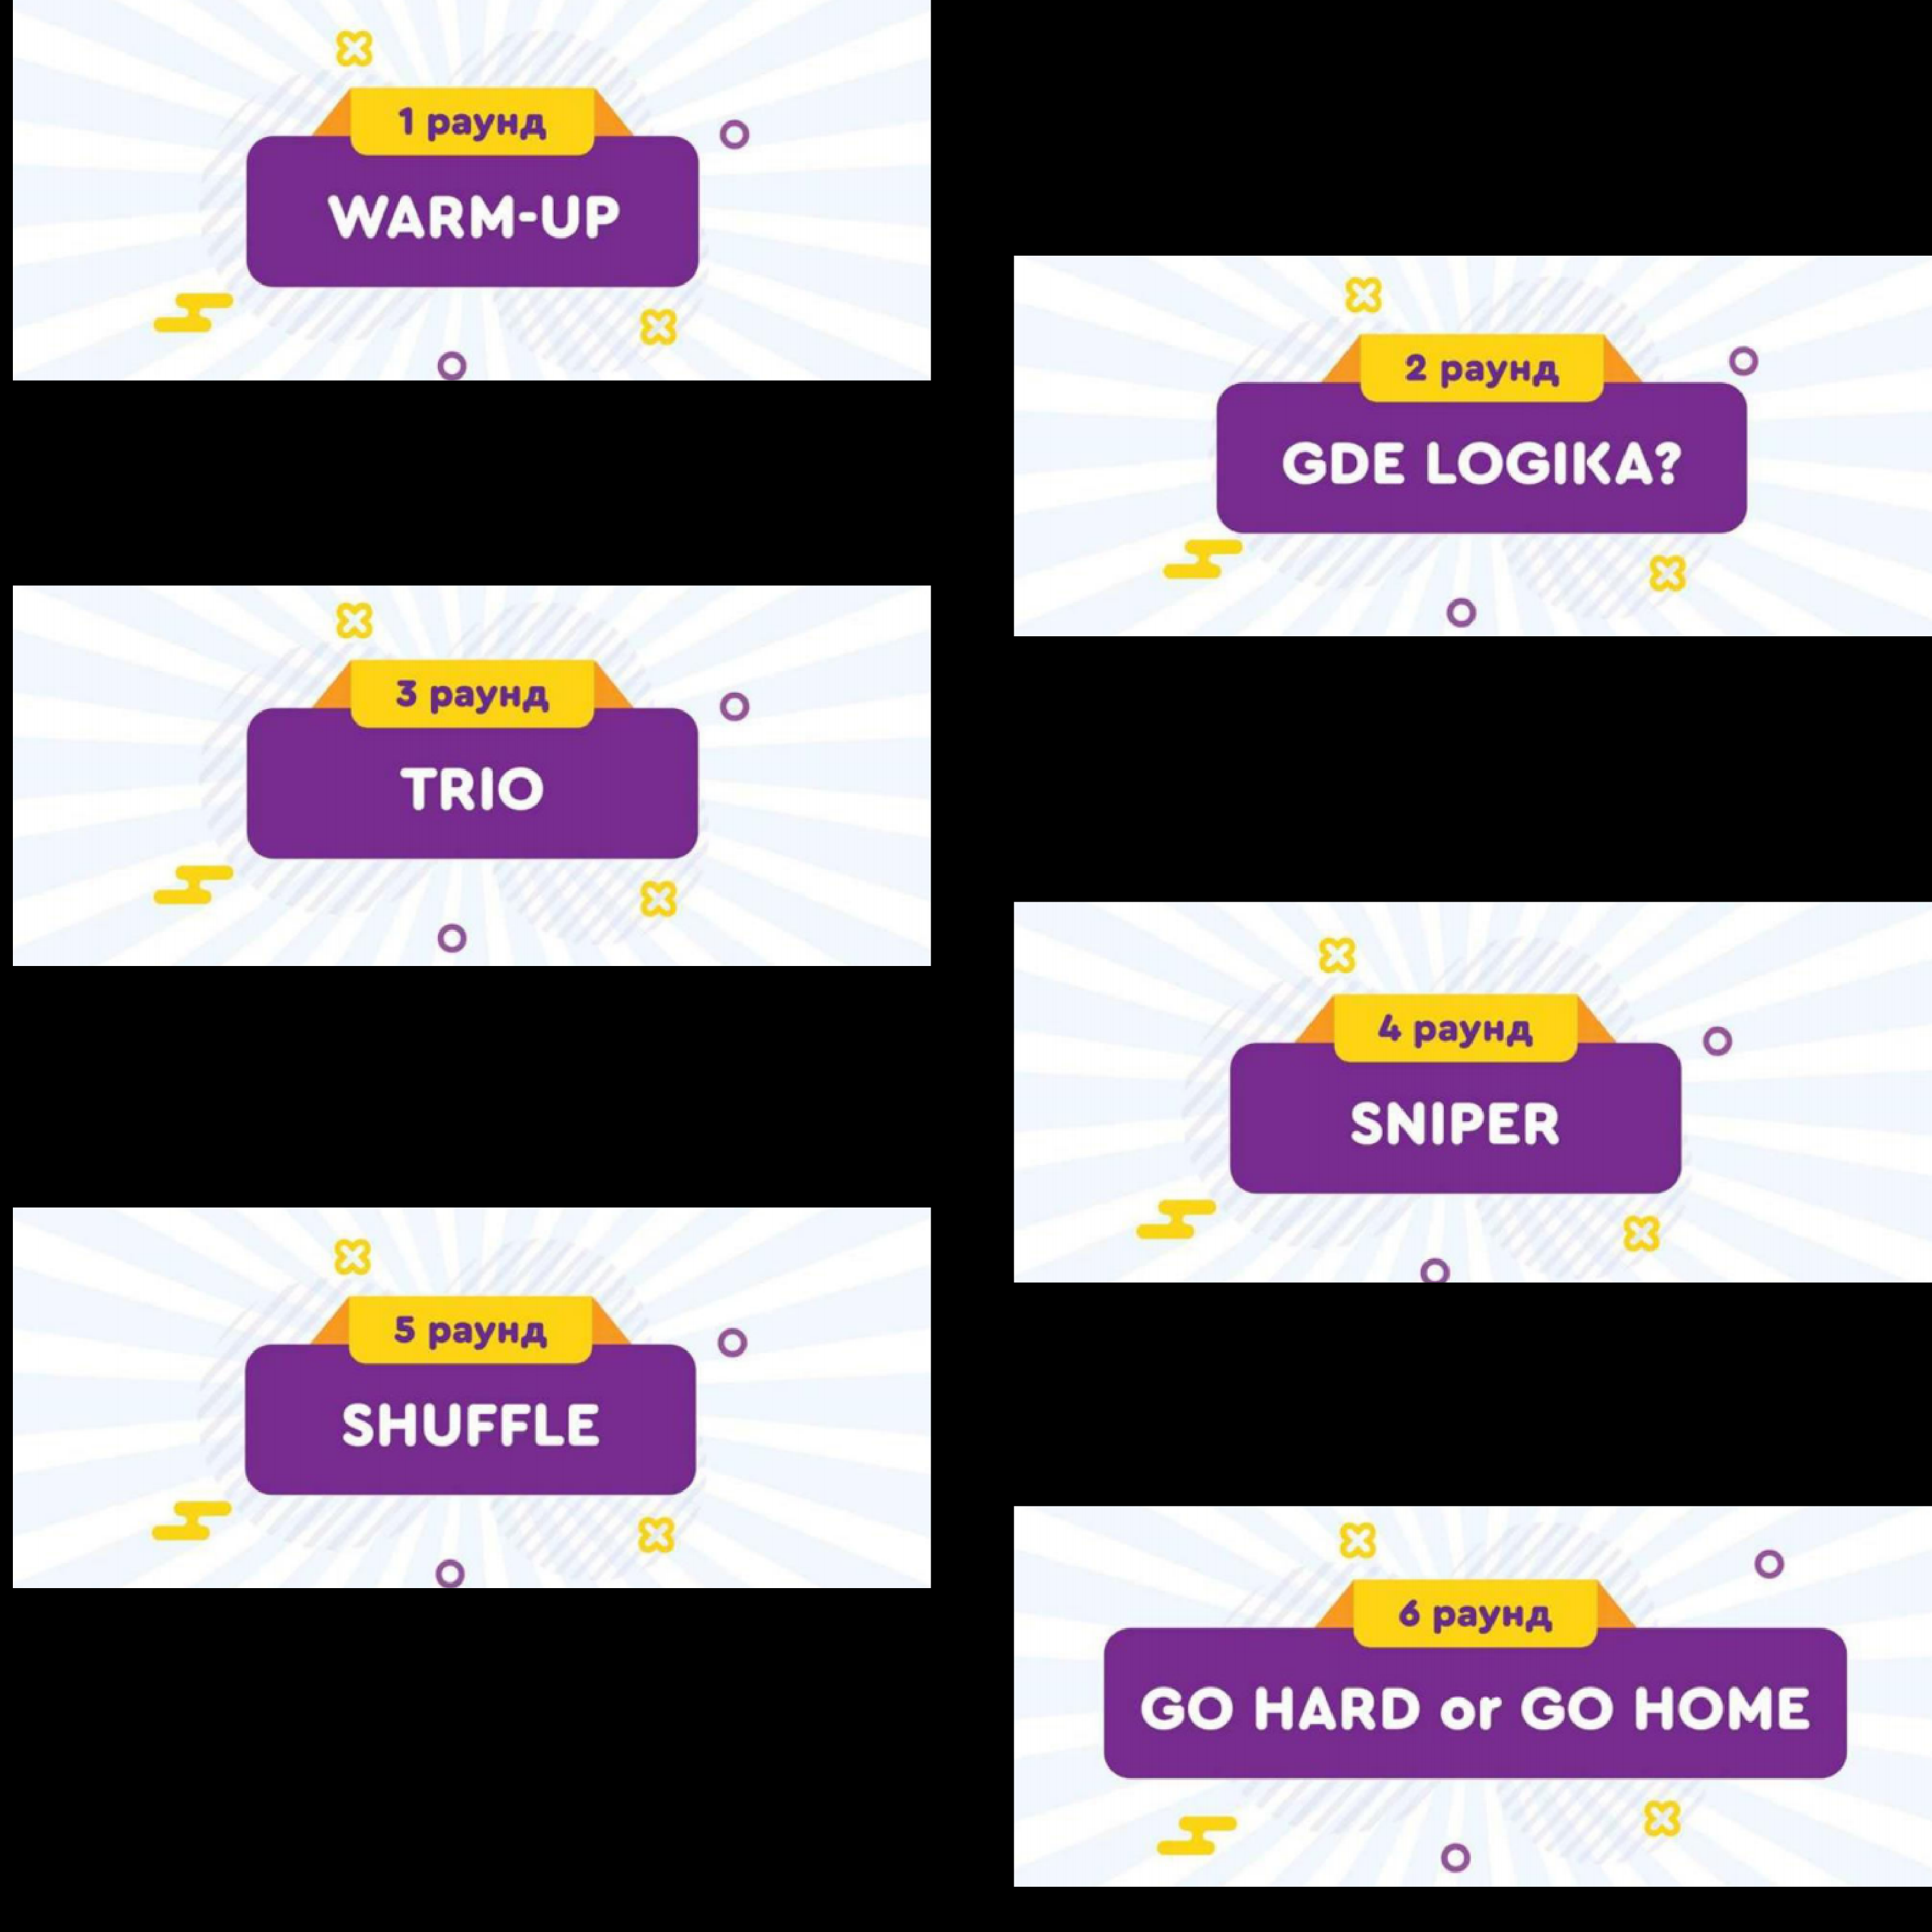 1 раунд
WARM-UP
2 раунд
GDE LOGIKA?
3 раунд
TRIO
4 раунд
SNIPER
5 раунд
SHUFFLE
6 раунд
GO HARD or GO HOME